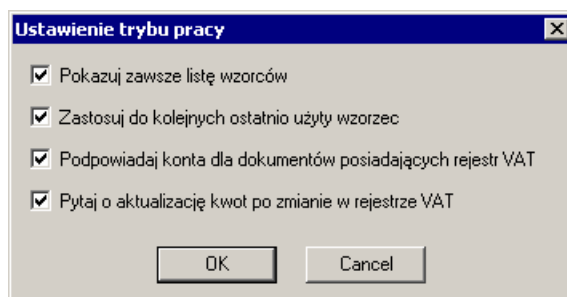 Ustawienie trybu pracy
Pokazuj zawsze listę wzorców
Zastosuj do kolejnych ostatnio użyty wzorzec
Podpowiadaj konta dla dokumentów posiadających rejestr VAT
Pytaj o aktualizację kwot po zmianie w rejestrze VAT
OK Cancel